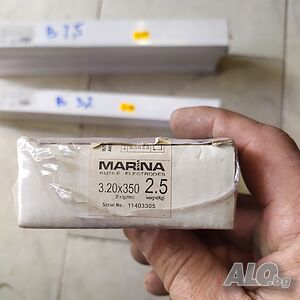 B 2,5
B 3,2
MARINA
RUTILE ELECTRODES
3.20x350 2.5
weight(Kg)
Serial No.: 11403305
ALO.bg